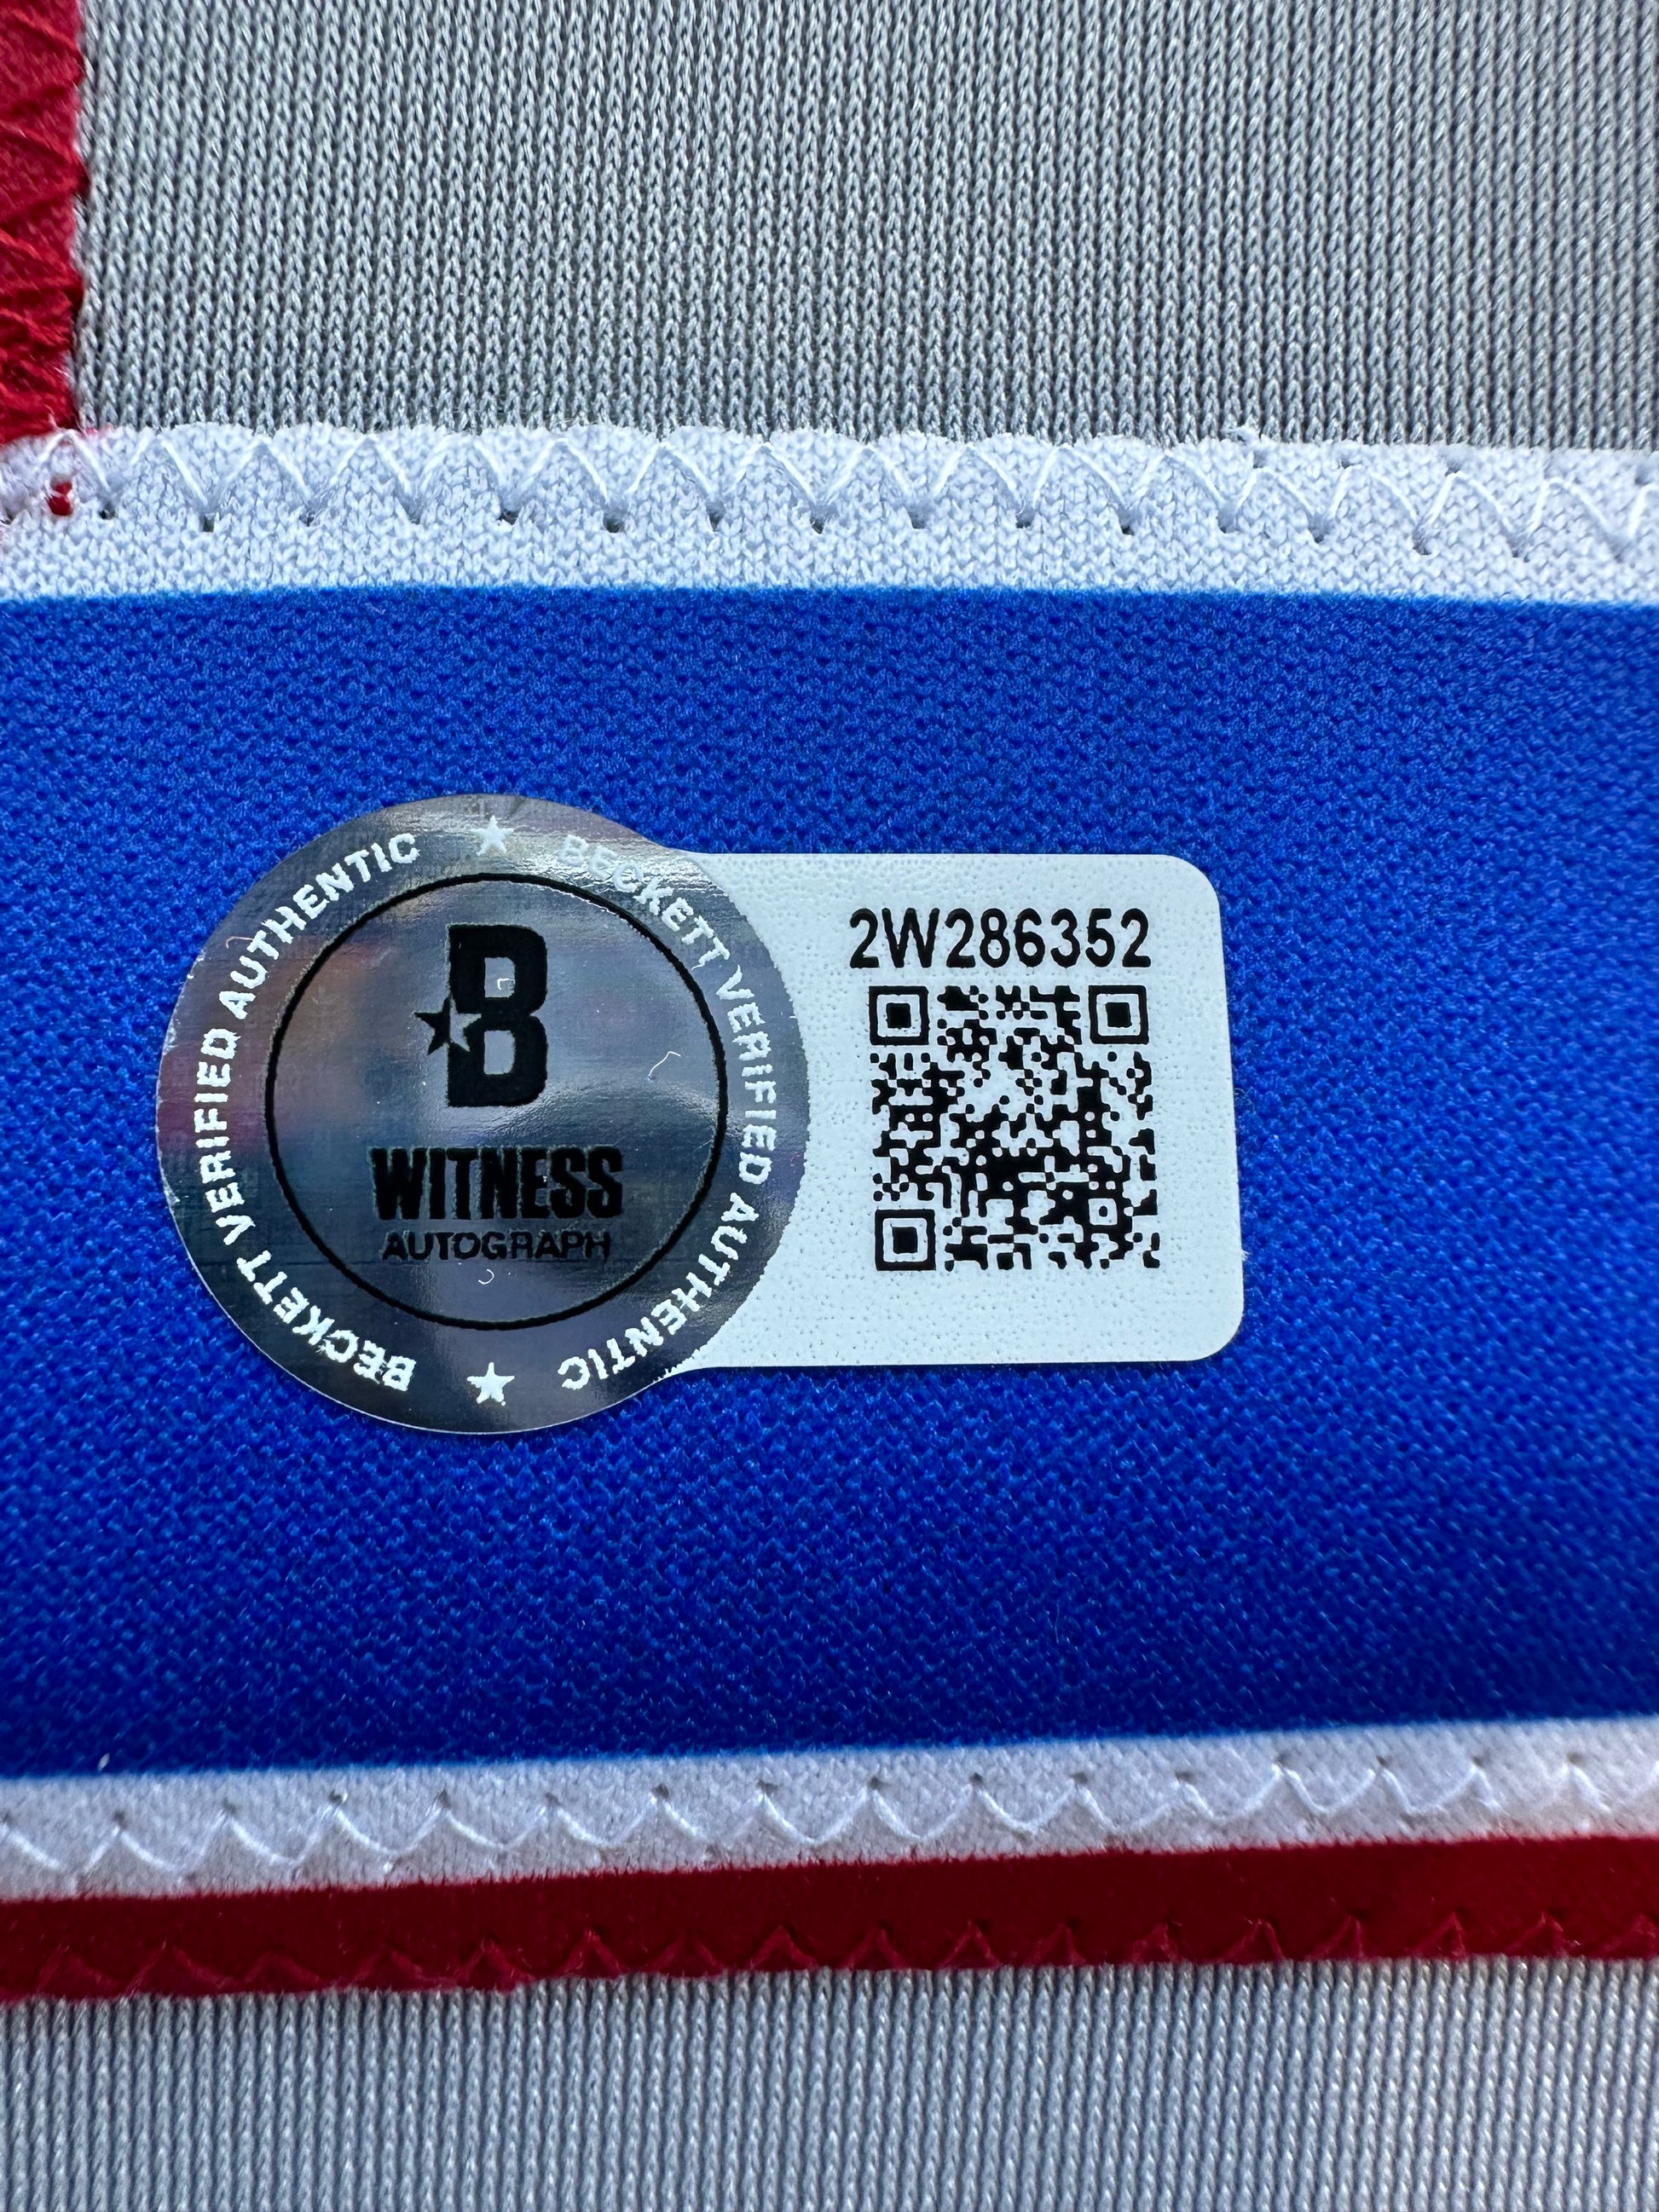 BECKETT VERIFIED AUTHENTIC ★ BECKETT VERIFIED AUTHENTIC ★
B
WITNESS
AUTOGRAPH
2W286352